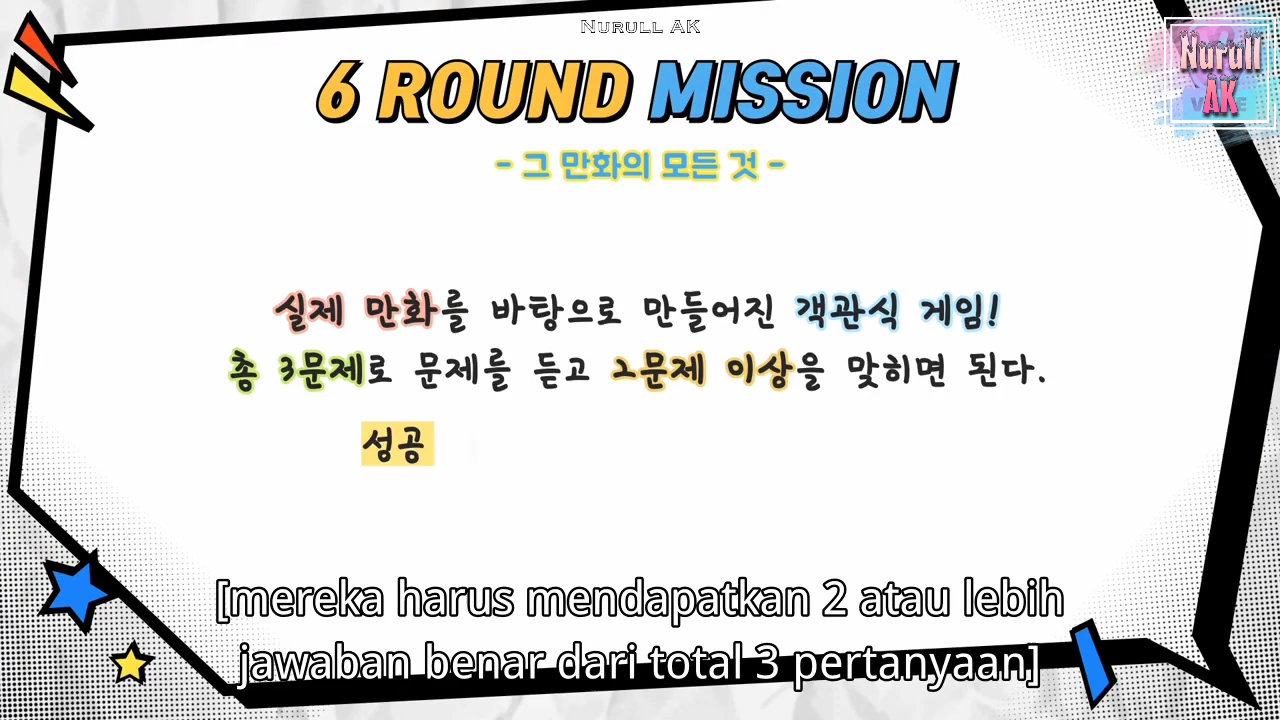 Nurull AK
Nurull
AK
6 ROUND MISSION
- 그 만화의 모든 것 -
실제 만화를 바탕으로 만들어진 객관식 게임!
총 3문제로 문제를 듣고 2문제 이상을 맞히면 된다.
성공
[mereka harus mendapatkan 2 atau lebih
jawaban benar dari total 3 pertanyaan]